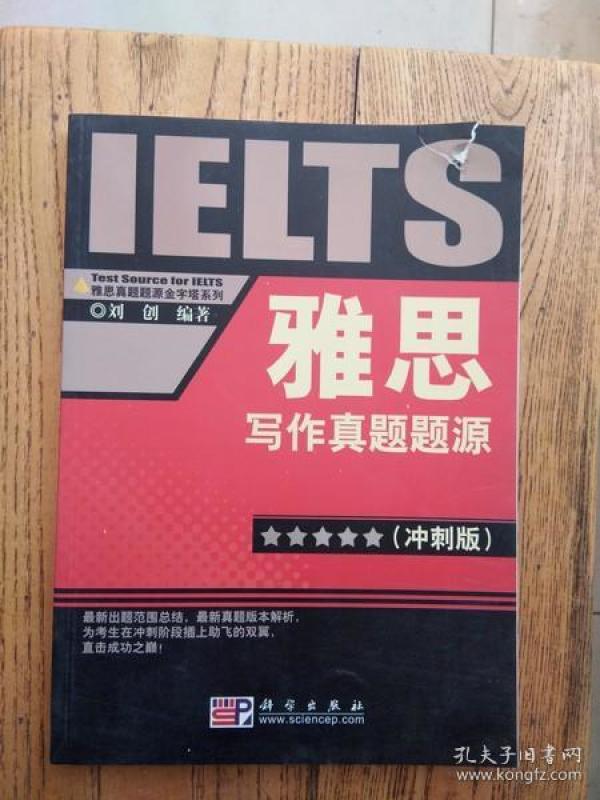 IELTS
Test Source for IELTS
雅思真题题源金字塔系列
◎刘 创 编著
雅思
写作真题题源
★★★★★(冲刺版)
最新出题范围总结，最新真题版本解析，
为考生在冲刺阶段插上助飞的双翼，
直击成功之巅！
科学出版社
www.sciencep.com
孔夫子旧书网
www.kongfz.com